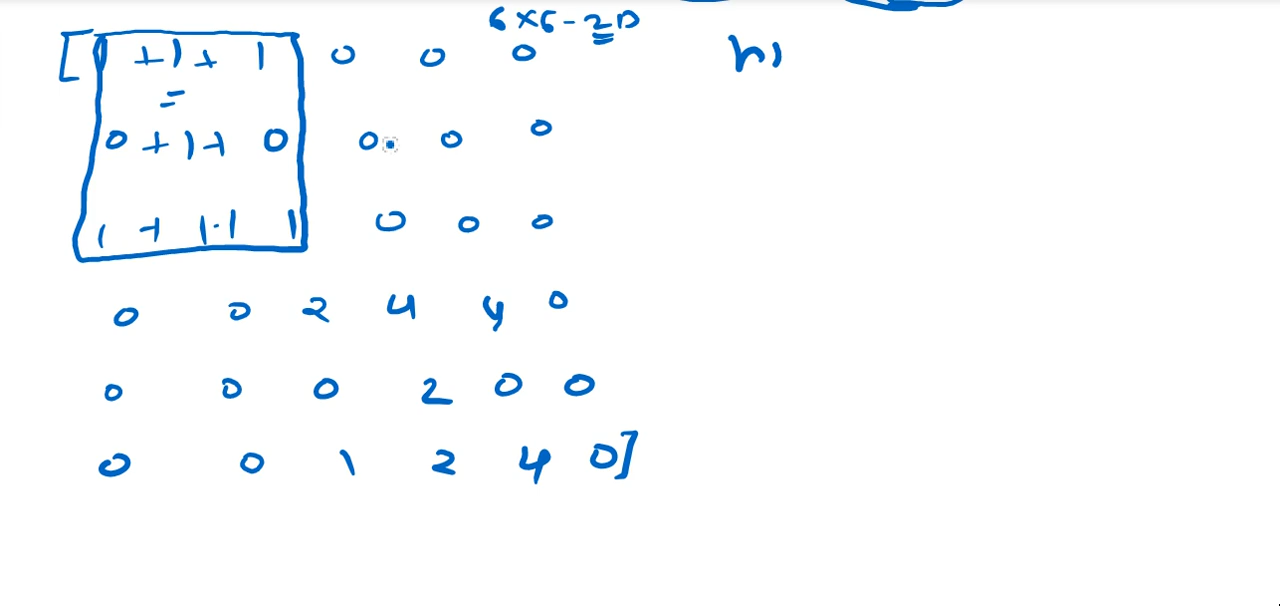 6×6-2D
[1 + 1 + 1 0 0 0
=
0 + 1 + 0 0 0 0
1 + 1 . 1 1 0 0 0
0 0 2 4 4 0
0 0 0 2 0 0
0 0 1 2 4 0]